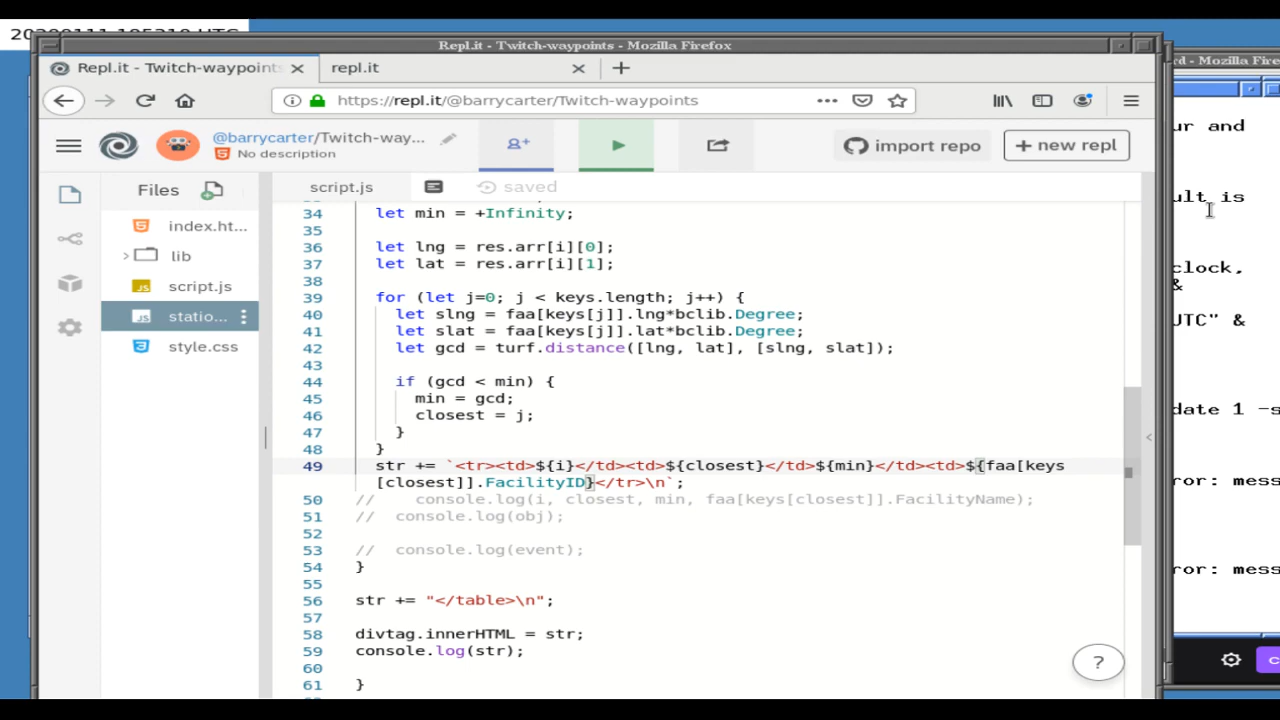 Repl.it - Twitch-waypoints - Mozilla Firefox
rd - Mozilla Fire
Repl.it - Twitch-waypoints
repl.it
https://repl.it/@barrycarter/Twitch-waypoints
@barrycarter/Twitch-way...
No description
import repo
+ new repl
Files
script.js
saved
index.ht...
lib
script.js
statio...
style.css
34 let min = +Infinity;
35
36 let lng = res.arr[i][0];
37 let lat = res.arr[i][1];
38
39 for (let j=0; j < keys.length; j++) {
40 let slng = faa[keys[j]].lng*bclib.Degree;
41 let slat = faa[keys[j]].lat*bclib.Degree;
42 let gcd = turf.distance([lng, lat], [slng, slat]);
43
44 if (gcd < min) {
45 min = gcd;
46 closest = j;
47 }
48 }
49 str += `<tr><td>${i}</td><td>${closest}</td>${min}</td><td>${faa[keys
[closest]].FacilityID}</tr>\n`;
50 // console.log(i, closest, min, faa[keys[closest]].FacilityName);
51 // console.log(obj);
52
53 // console.log(event);
54 }
55
56 str += "</table>\n";
57
58 divtag.innerHTML = str;
59 console.log(str);
60
61 }
?
ur and
ult is
clock,
&
UTC" &
date 1 -s
ror: mess
ror: mess